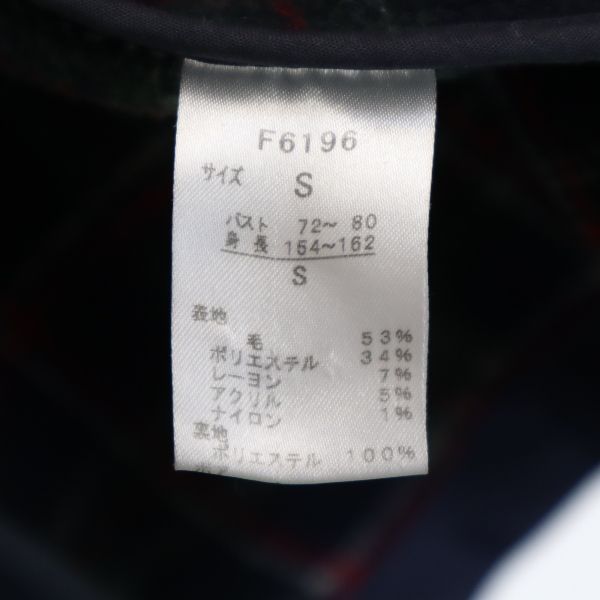 F6196
サイズ S
バスト 72〜 80
身 長 154〜162
S
表地
毛 53%
ポリエステル 34%
レーヨン 7%
アクリル 5%
ナイロン 1%
裏地
ポリエステル 100%